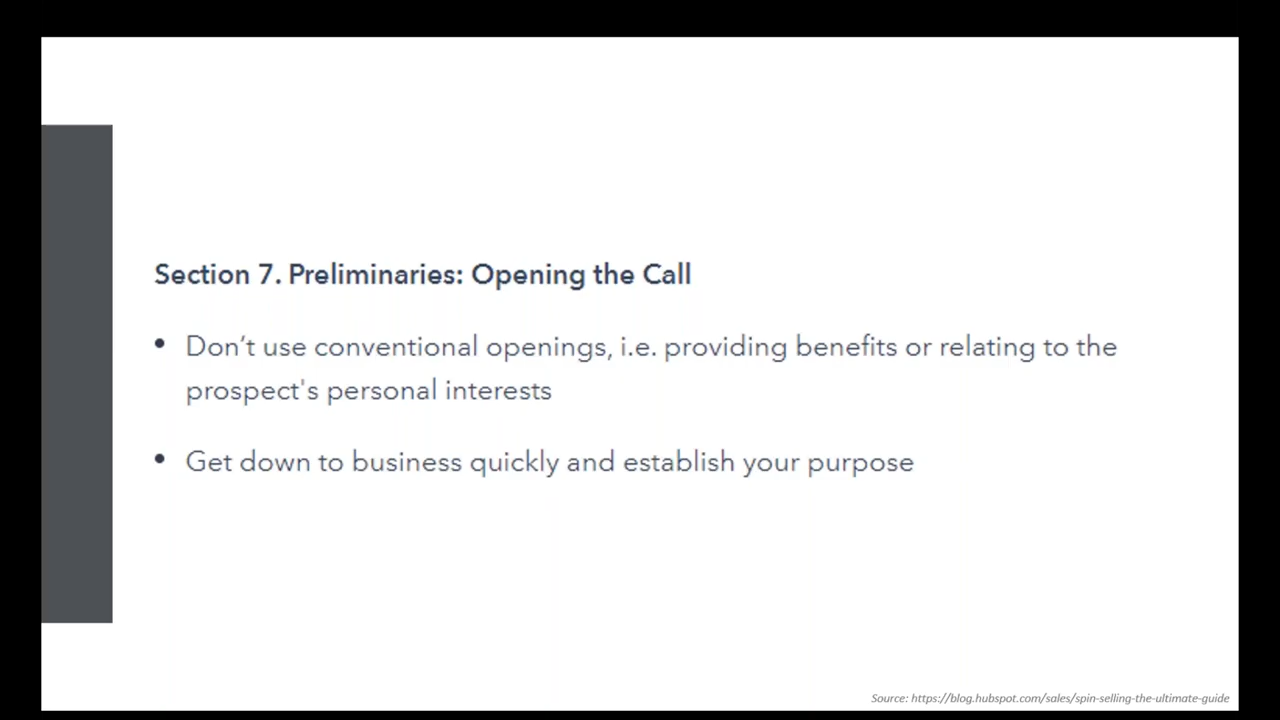 Section 7. Preliminaries: Opening the Call
• Don’t use conventional openings, i.e. providing benefits or relating to the
prospect's personal interests
• Get down to business quickly and establish your purpose
Source: https://blog.hubspot.com/sales/spin-selling-the-ultimate-guide